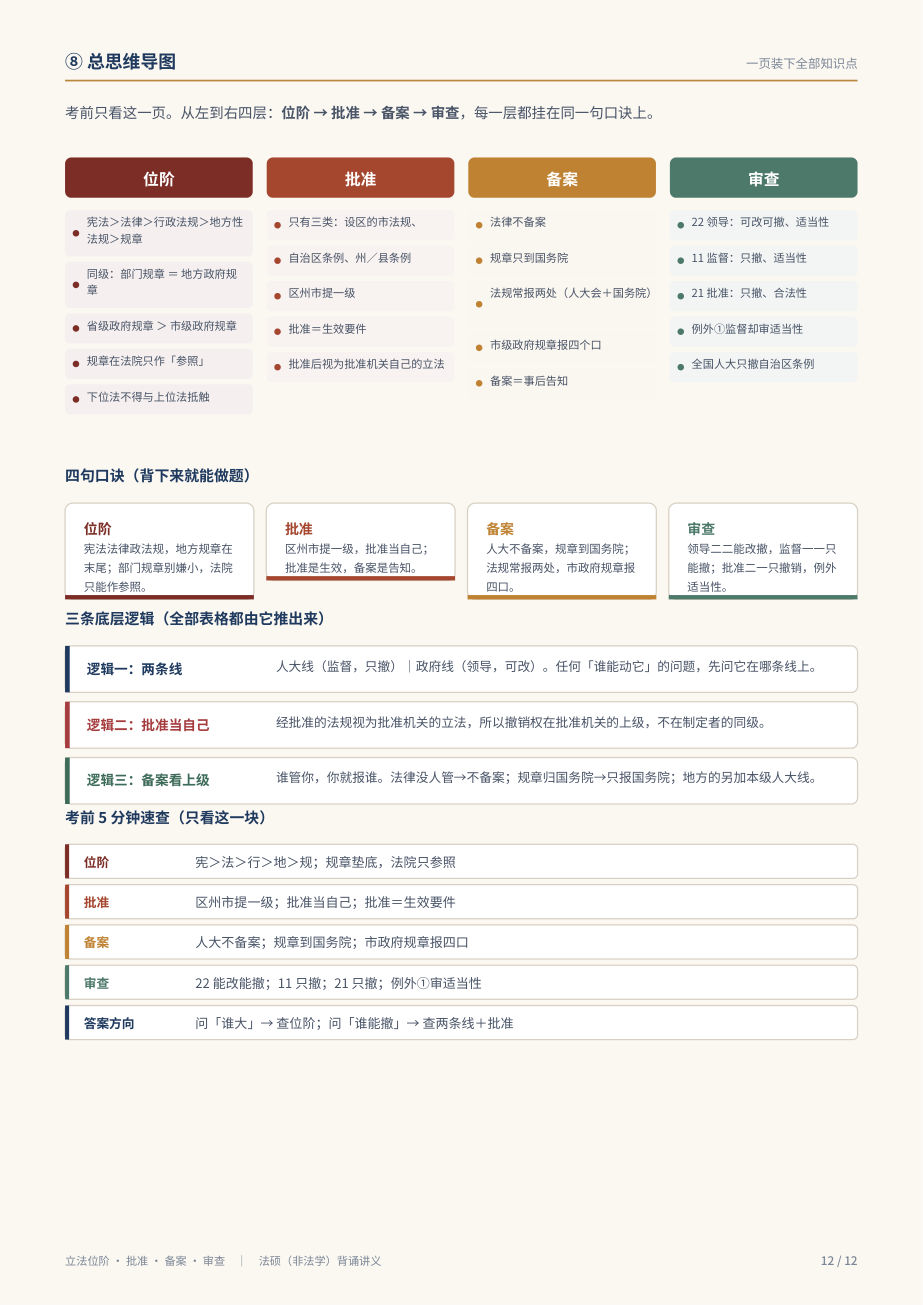 ⑧ 总思维导图
一页装下全部知识点
考前只看这一页。从左到右四层：位阶 → 批准 → 备案 → 审查，每一层都挂在同一句口诀上。
位阶
宪法＞法律＞行政法规＞地方性
法规＞规章
同级：部门规章 ＝ 地方政府规
章
省级政府规章 ＞ 市级政府规章
规章在法院只作「参照」
下位法不得与上位法抵触
批准
只有三类：设区的市法规、
自治区条例、州／县条例
区州市提一级
批准＝生效要件
批准后视为批准机关自己的立法
备案
法律不备案
规章只到国务院
法规常报两处（人大会＋国务院）
市级政府规章报四个口
备案＝事后告知
审查
22 领导：可改可撤、适当性
11 监督：只撤、适当性
21 批准：只撤、合法性
例外①监督却审适当性
全国人大只撤自治区条例
四句口诀（背下来就能做题）
位阶
宪法法律政法规，地方规章在
末尾；部门规章别嫌小，法院
只能作参照。
批准
区州市提一级，批准当自己；
批准是生效，备案是告知。
备案
人大不备案，规章到国务院；
法规常报两处，市政府规章报
四口。
审查
领导二二能改撤，监督一一只
能撤；批准二一只撤销，例外
适当性。
三条底层逻辑（全部表格都由它推出来）
逻辑一：两条线
人大线（监督，只撤）｜政府线（领导，可改）。任何「谁能动它」的问题，先问它在哪条线上。
逻辑二：批准当自己
经批准的法规视为批准机关的立法，所以撤销权在批准机关的上级，不在制定者的同级。
逻辑三：备案看上级
谁管你，你就报谁。法律没人管→不备案；规章归国务院→只报国务院；地方的另加本级人大线。
考前 5 分钟速查（只看这一块）
位阶
宪＞法＞行＞地＞规；规章垫底，法院只参照
批准
区州市提一级；批准当自己；批准＝生效要件
备案
人大不备案；规章到国务院；市政府规章报四口
审查
22 能改能撤；11 只撤；21 只撤；例外①审适当性
答案方向
问「谁大」→ 查位阶；问「谁能撤」→ 查两条线＋批准
立法位阶 · 批准 · 备案 · 审查 ｜ 法硕（非法学）背诵讲义
12 / 12